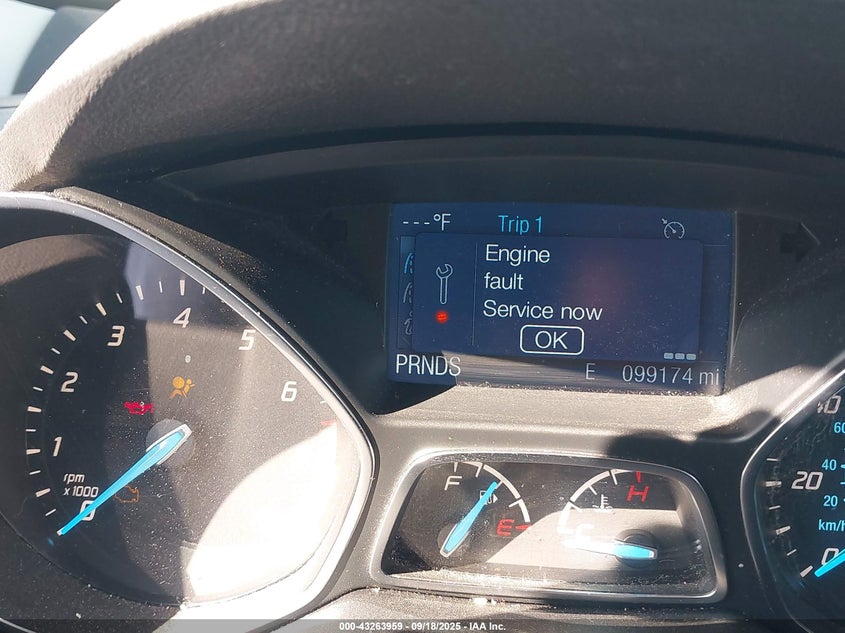 ---°F Trip 1
Engine
fault
Service now
OK
PRNDS E 099174 mi
0 1 2 3 4 5 6
rpm
x 1000
F E
C H
0 20 40
20 40 60
km/h
000-43263959 - 09/18/2025 - IAA Inc.